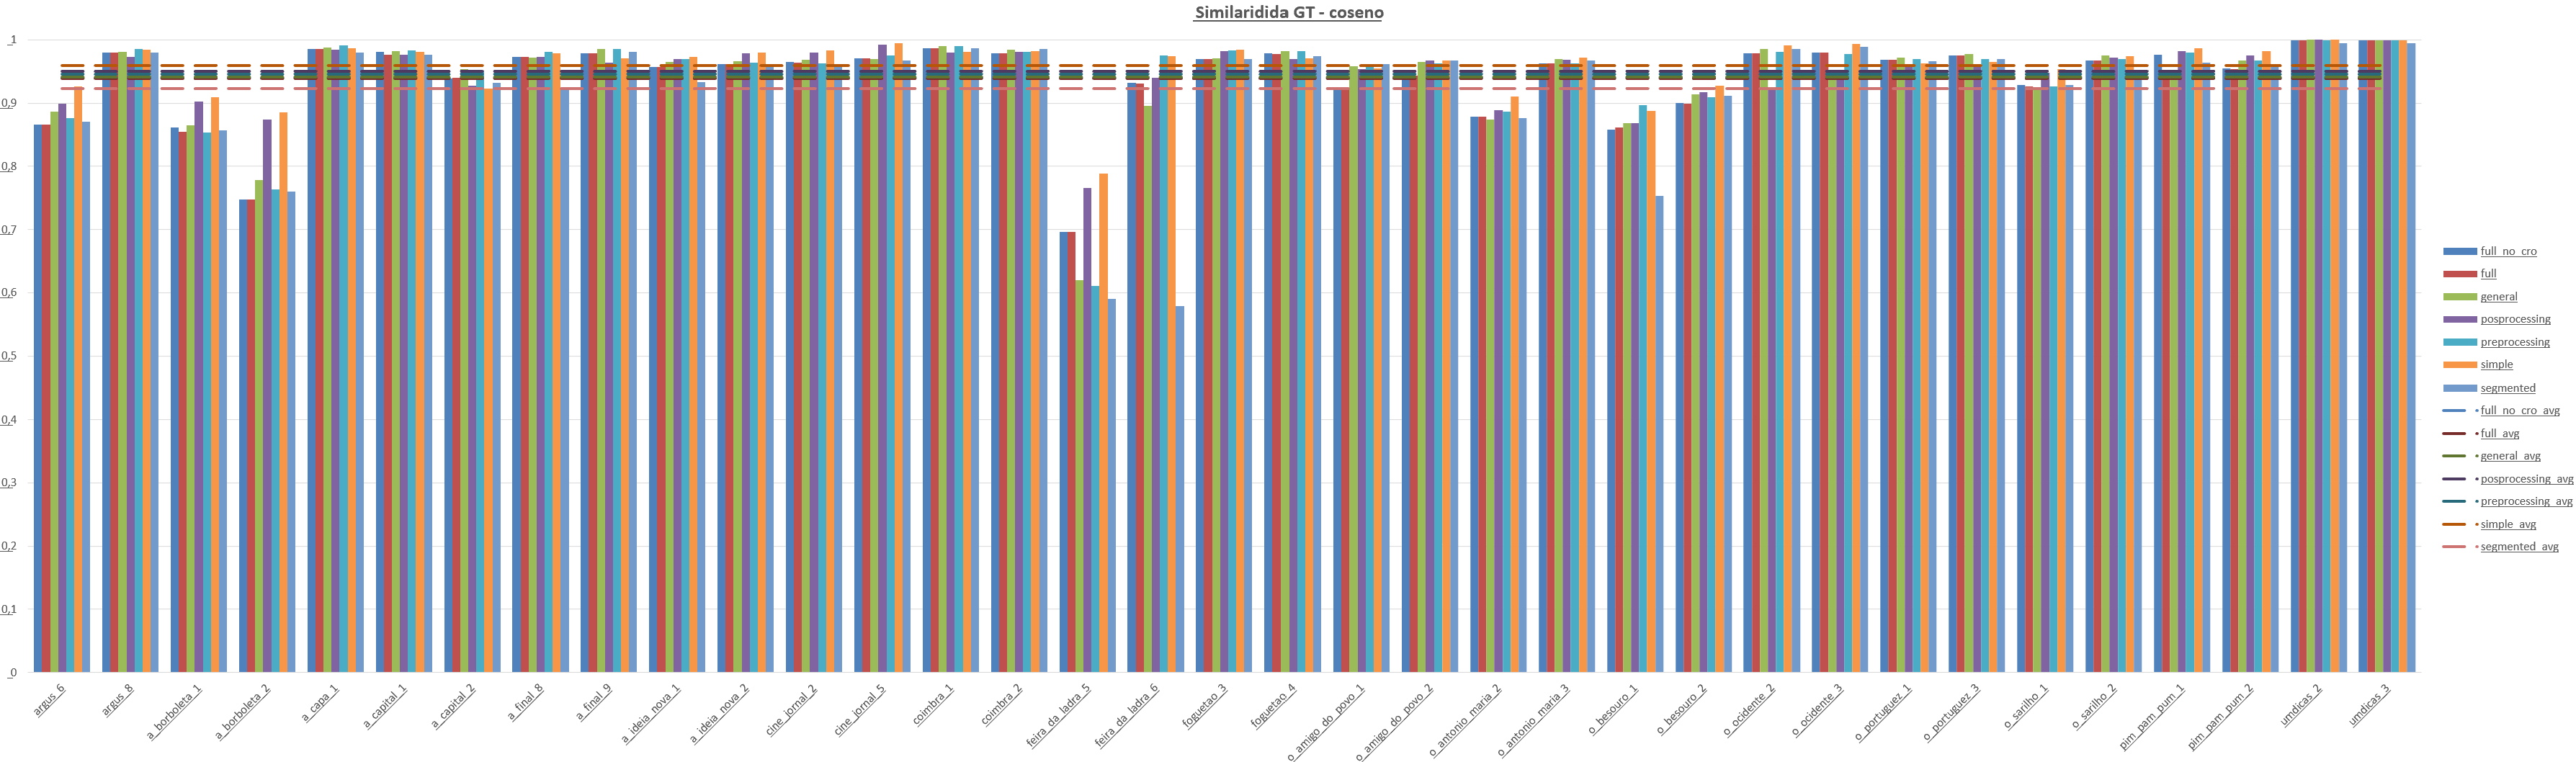 Similaridida GT - coseno
1
0,9
0,8
0,7
0,6
0,5
0,4
0,3
0,2
0,1
0
argus_6
argus_8
a_borboleta_1
a_borboleta_2
a_capa_1
a_capital_1
a_capital_2
a_final_8
a_final_9
a_ideia_nova_1
a_ideia_nova_2
cine_jornal_2
cine_jornal_5
coimbra_1
coimbra_2
feira_da_ladra_5
feira_da_ladra_6
foguetao_3
foguetao_4
o_amigo_do_povo_1
o_amigo_do_povo_2
o_antonio_maria_2
o_antonio_maria_3
o_besouro_1
o_besouro_2
o_ocidente_2
o_ocidente_3
o_portuguez_1
o_portuguez_3
o_sarilho_1
o_sarilho_2
pim_pam_pum_1
pim_pam_pum_2
umdicas_2
umdicas_3
full_no_cro
full
general
posprocessing
preprocessing
simple
segmented
full_no_cro_avg
full_avg
general_avg
posprocessing_avg
preprocessing_avg
simple_avg
segmented_avg